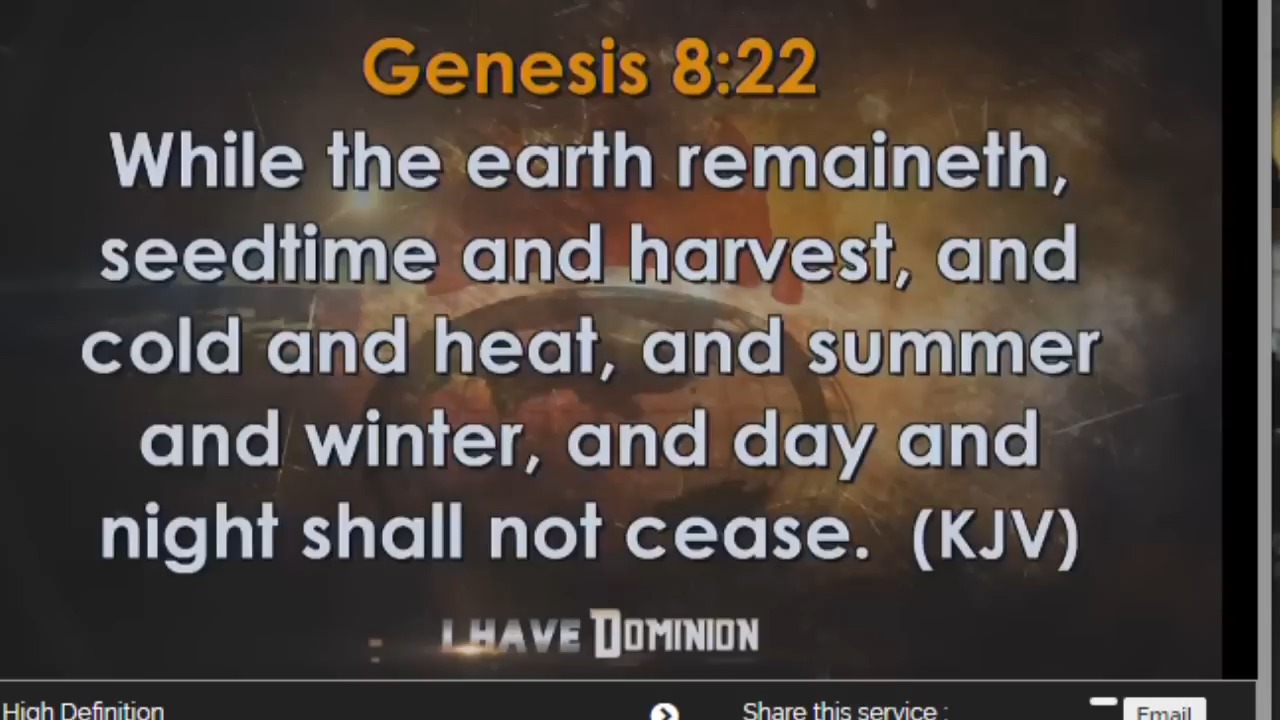 Genesis 8:22
While the earth remaineth,
seedtime and harvest, and
cold and heat, and summer
and winter, and day and
night shall not cease. (KJV)
I HAVE DOMINION
High Definition
Share this service :
Email